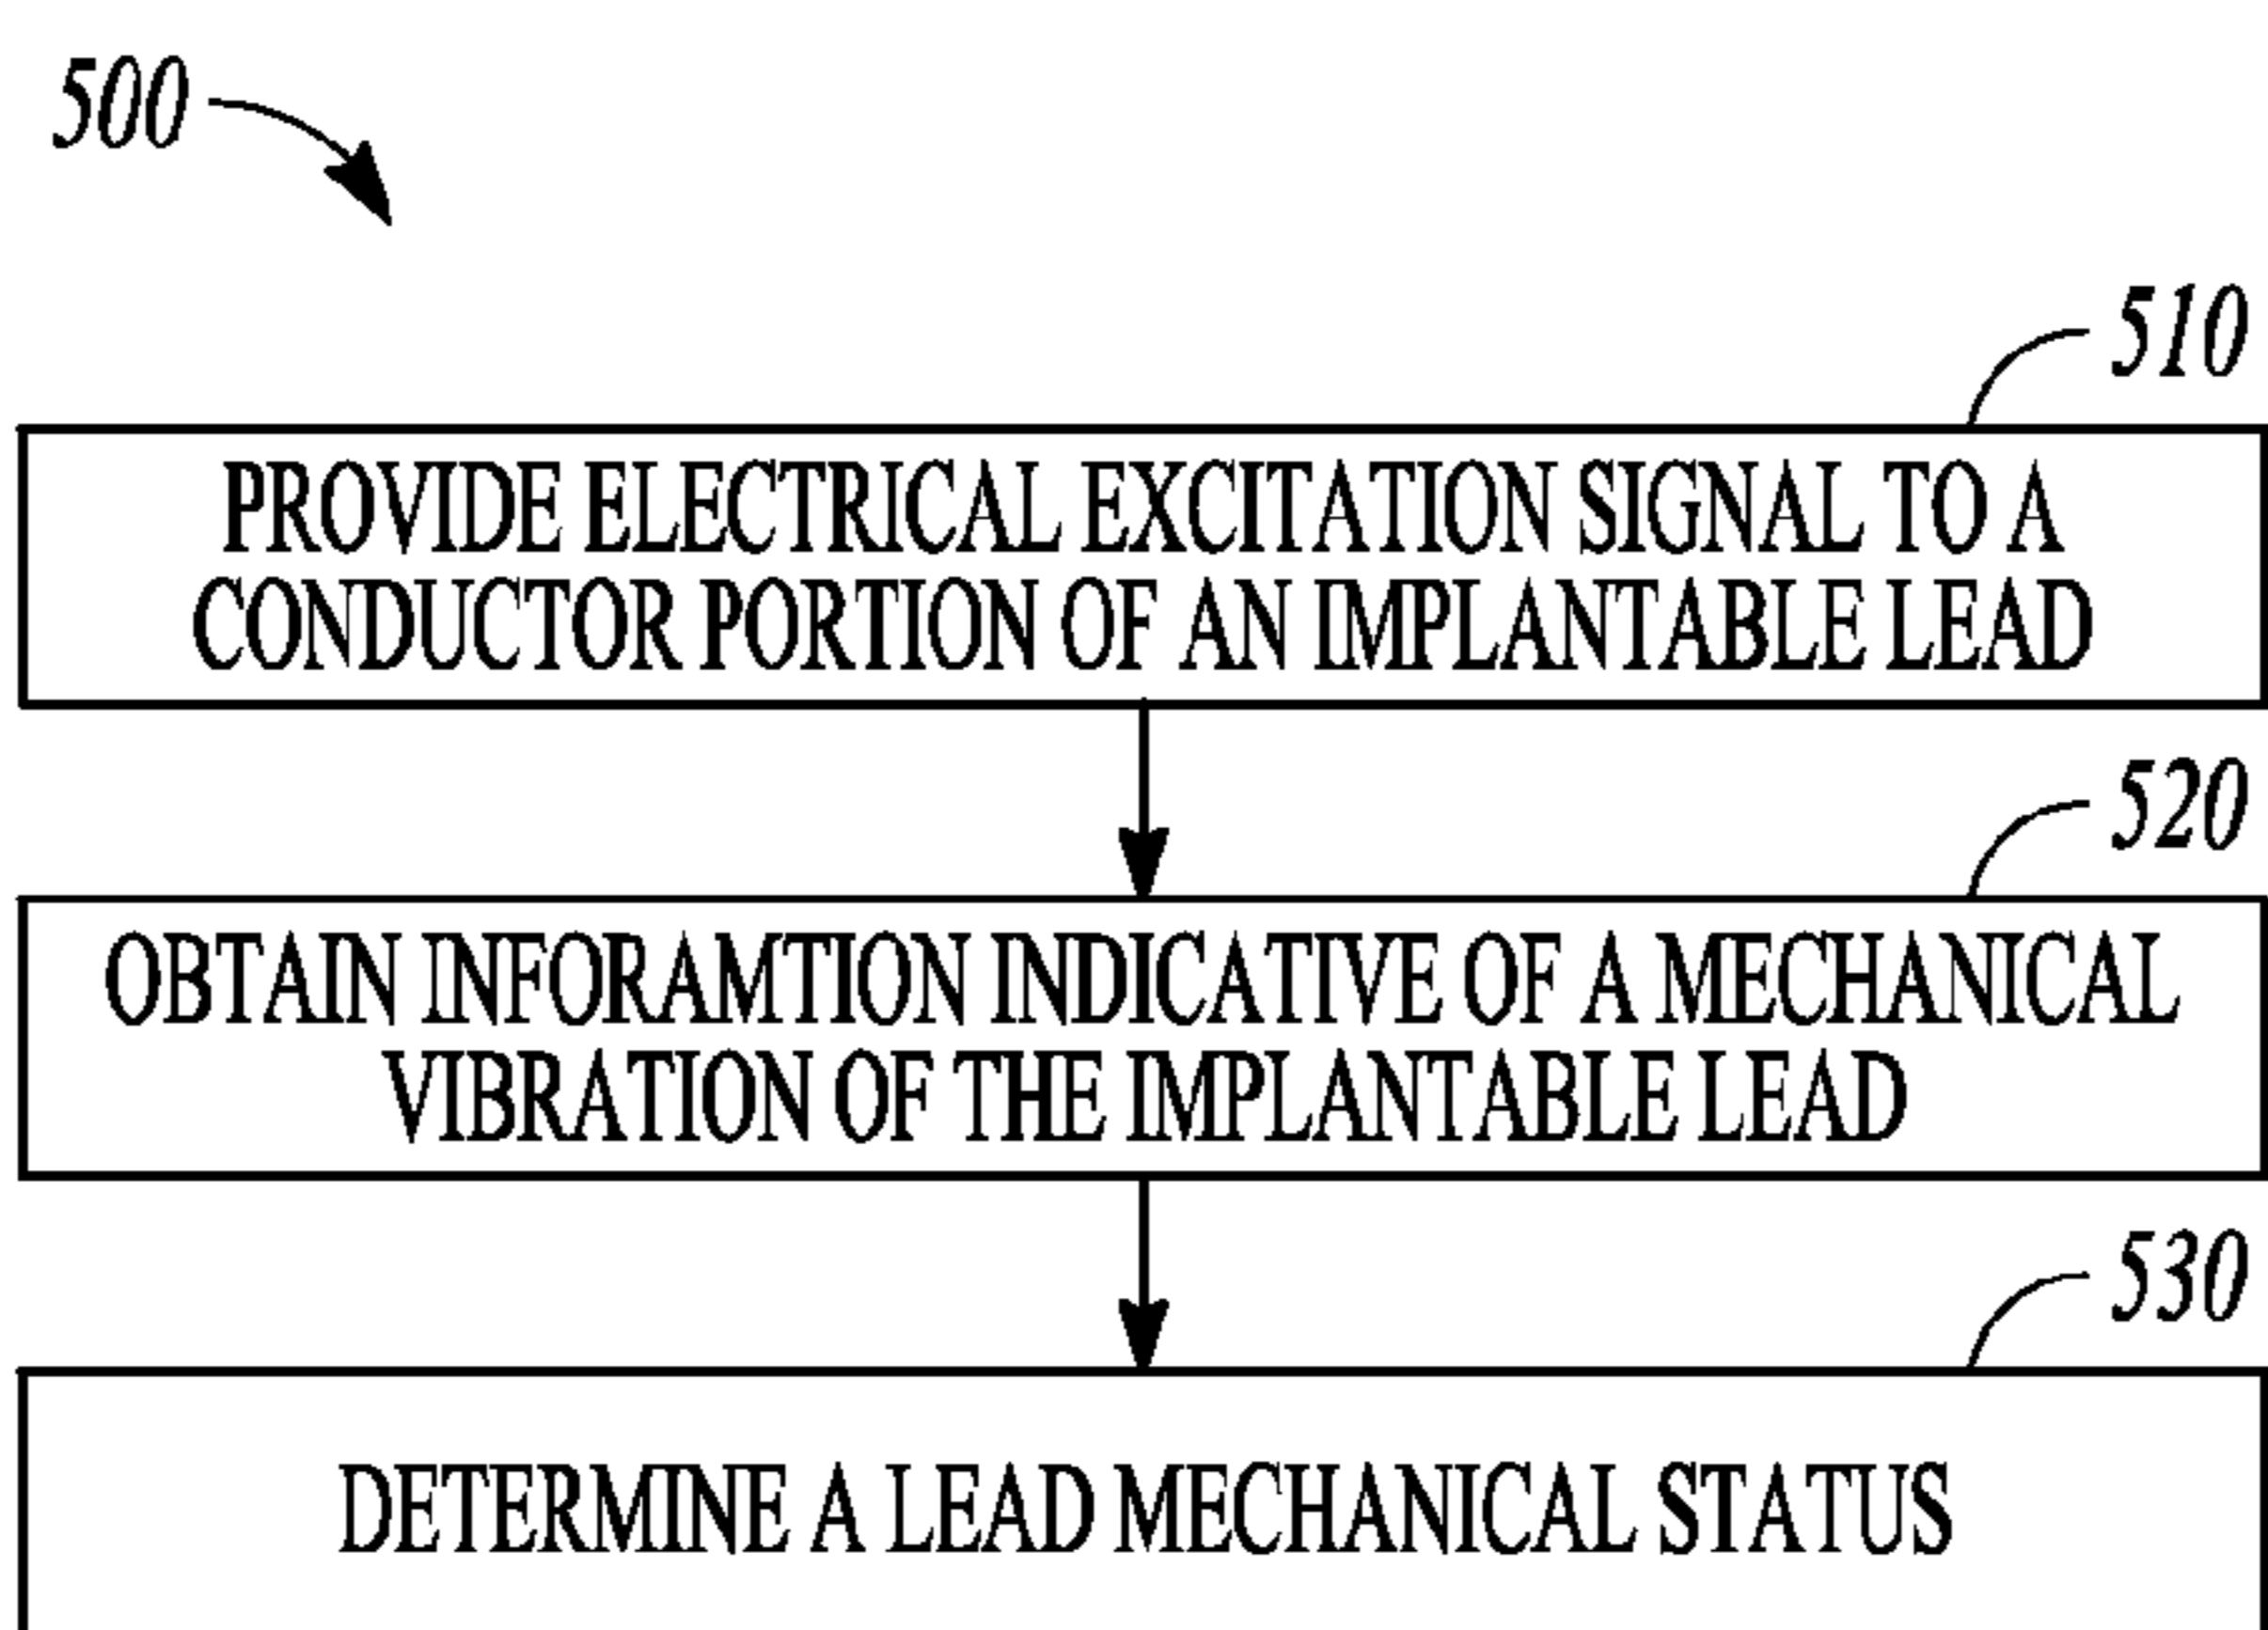 500
510
PROVIDE ELECTRICAL EXCITATION SIGNAL TO A
CONDUCTOR PORTION OF AN IMPLANTABLE LEAD
520
OBTAIN INFORAMTION INDICATIVE OF A MECHANICAL
VIBRATION OF THE IMPLANTABLE LEAD
530
DETERMINE A LEAD MECHANICAL STATUS